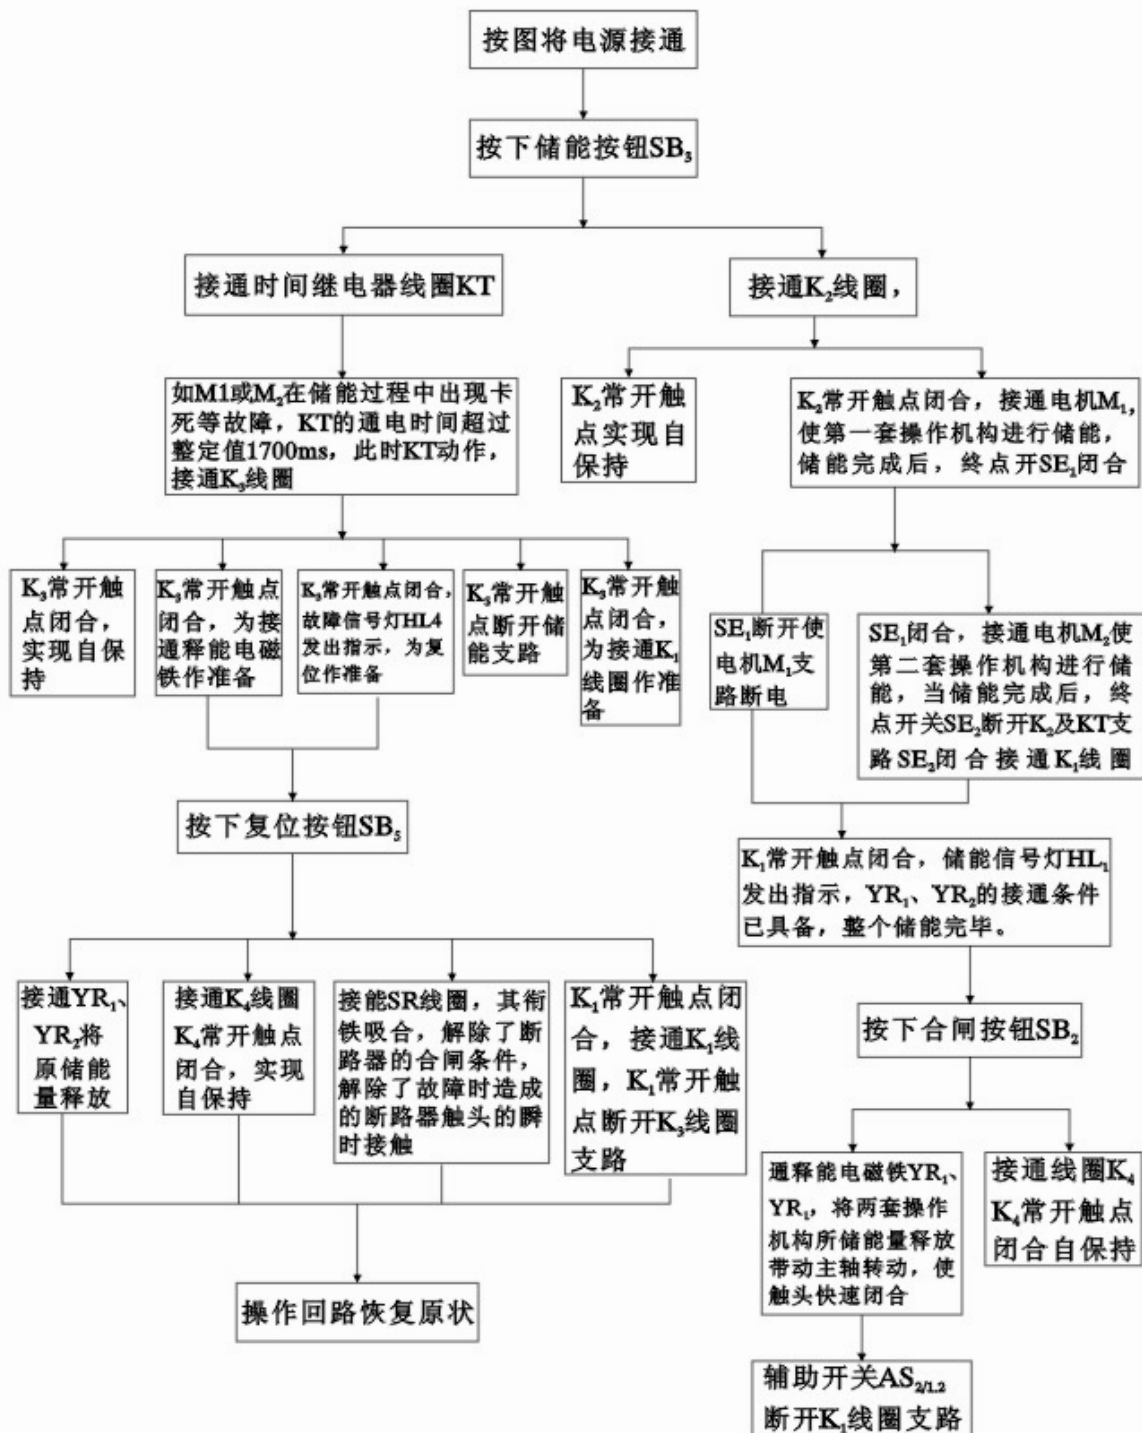 按图将电源接通
按下储能按钮SB₃
接通时间继电器线圈KT
接通K₂线圈，
如M1或M₂在储能过程中出现卡
死等故障，KT的通电时间超过
整定值1700ms，此时KT动作，
接通K₃线圈
K₂常开触
点实现自
保持
K₂常开触点闭合，接通电机M₁，
使第一套操作机构进行储能，
储能完成后，终点开SE₁闭合
K₃常开触
点闭合，
实现自保
持
K₃常开触点
闭合，为接
通释能电磁
铁作准备
K₃常开触点闭合，
故障信号灯HL4
发出指示，为复
位作准备
K₃常开触
点断开储
能支路
K₃常开触
点闭合，
为接通K₁
线圈作准
备
SE₁断开使
电机M₁支
路断电
SE₁闭合，接通电机M₂使
第二套操作机构进行储
能，当储能完成后，终
点开关SE₂断开K₂及KT支
路SE₂闭合接通K₁线圈
按下复位按钮SB₅
K₁常开触点闭合，储能信号灯HL₁
发出指示，YR₁、YR₂的接通条件
已具备，整个储能完毕。
接通YR₁、
YR₂将
原储能
量释放
接通K₄线圈
K₄常开触点
闭合，实现
自保持
接能SR线圈，其衔
铁吸合，解除了断
路器的合闸条件，
解除了故障时造成
的断路器触头的瞬
时接触
K₁常开触点闭
合，接通K₁线
圈，K₁常开触
点断开K₃线圈
支路
按下合闸按钮SB₂
通释能电磁铁YR₁、
YR₁，将两套操作
机构所储能量释放
带动主轴转动，使
触头快速闭合
接通线圈K₄
K₄常开触点
闭合自保持
操作回路恢复原状
辅助开关AS₂/₁.₂
断开K₁线圈支路